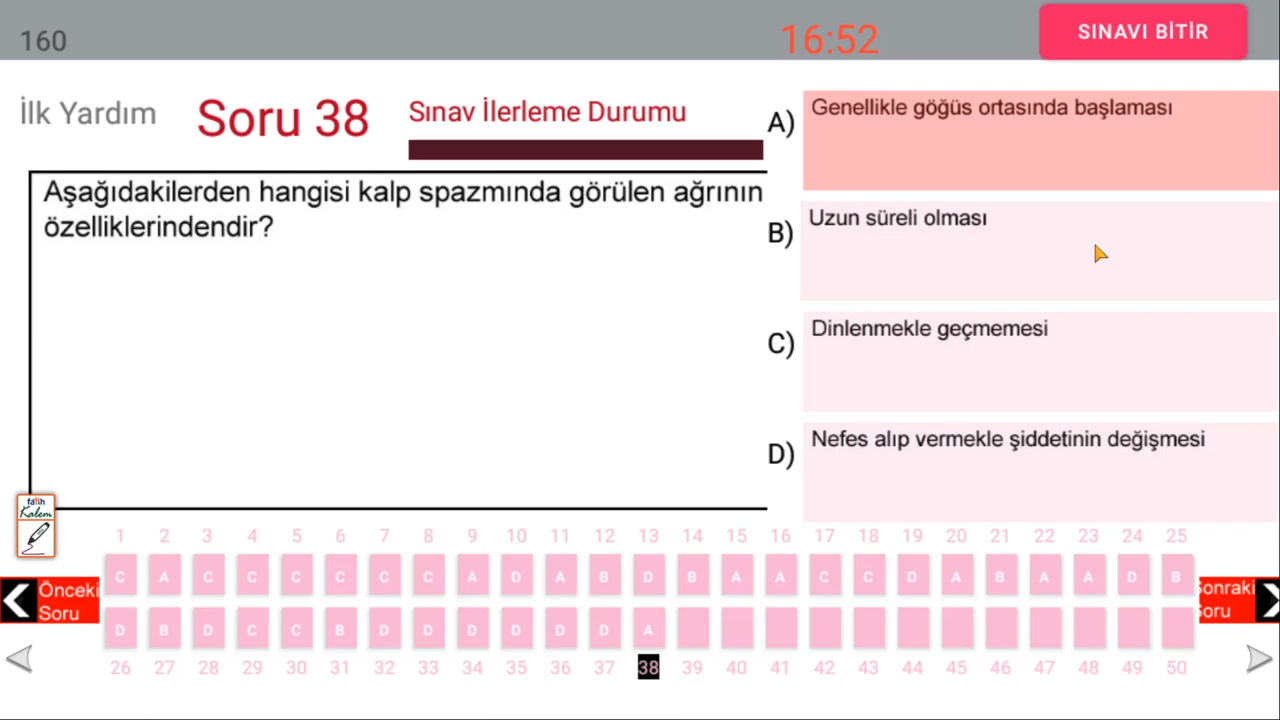 160
16:52
SINAVI BİTİR
İlk Yardım
Soru 38
Sınav İlerleme Durumu
Aşağıdakilerden hangisi kalp spazmında görülen ağrının
özelliklerindendir?
A)
Genellikle göğüs ortasında başlaması
B)
Uzun süreli olması
C)
Dinlenmekle geçmemesi
D)
Nefes alıp vermekle şiddetinin değişmesi
fatih
Kalem
Önceki
Soru
1 2 3 4 5 6 7 8 9 10 11 12 13 14 15 16 17 18 19 20 21 22 23 24 25
C A C C C C C C A D A B D B A A C C D A B A A D B
D B D C C B D D D D D D A
26 27 28 29 30 31 32 33 34 35 36 37 38 39 40 41 42 43 44 45 46 47 48 49 50
Sonraki
Soru